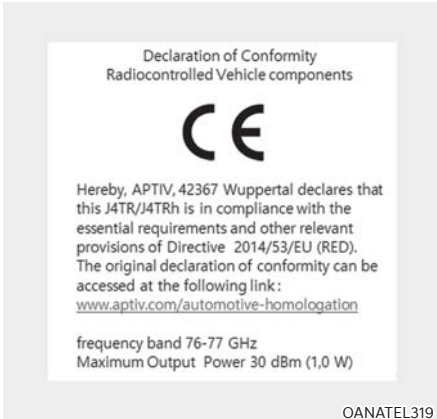 Declaration of Conformity
Radiocontrolled Vehicle components
CE
Hereby, APTIV, 42367 Wuppertal declares that
this J4TR/J4TRh is in compliance with the
essential requirements and other relevant
provisions of Directive 2014/53/EU (RED).
The original declaration of conformity can be
accessed at the following link :
www.aptiv.com/automotive-homologation
frequency band 76-77 GHz
Maximum Output Power 30 dBm (1,0 W)
OANATEL319